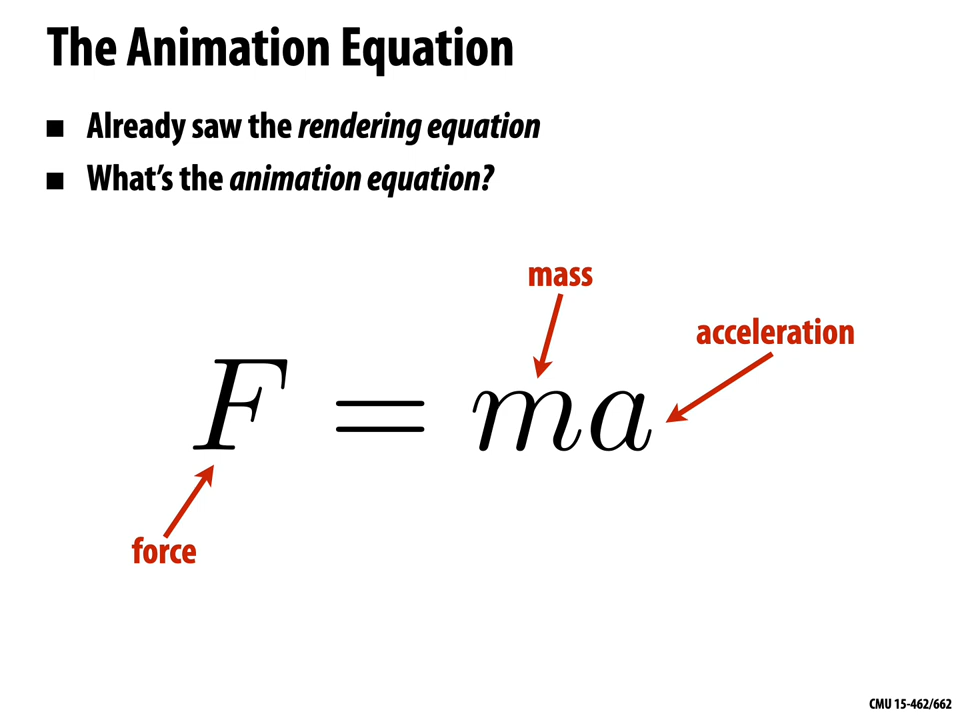 The Animation Equation
■ Already saw the rendering equation
■ What's the animation equation?
mass
acceleration
F = ma
force
CMU 15-462/662